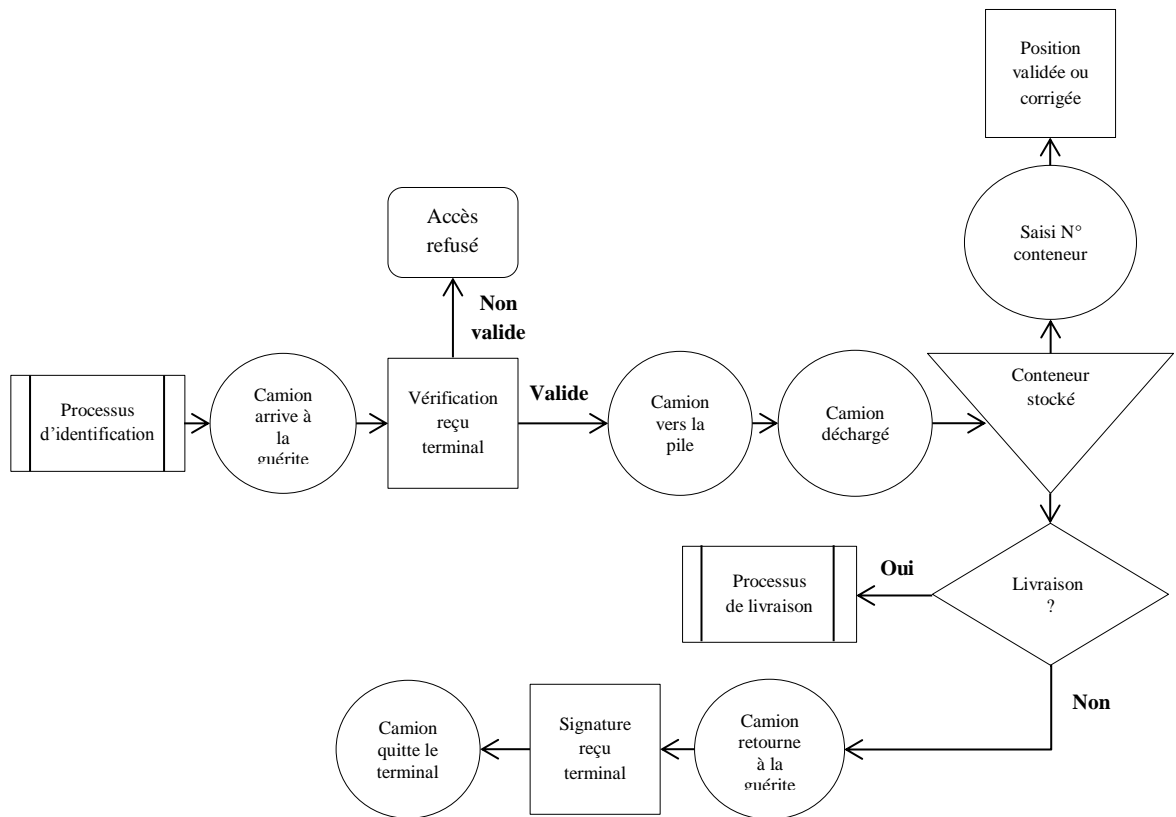 Position
validée ou
corrigée
Accès
refusé
Saisi N°
conteneur
Non
valide
Processus
d'identification
Camion
arrive à
la
guérite
Vérification
reçu
terminal
Valide
Camion
vers la
pile
Camion
déchargé
Conteneur
stocké
Processus
de livraison
Oui
Livraison
?
Non
Camion
quitte le
terminal
Signature
reçu
terminal
Camion
retourne
à la
guérite